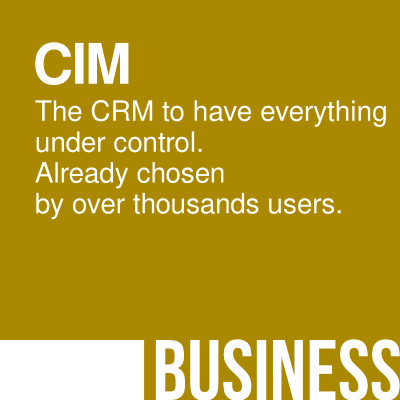 CIM
The CRM to have everything
under control.
Already chosen
by over thousands users.
BUSINESS